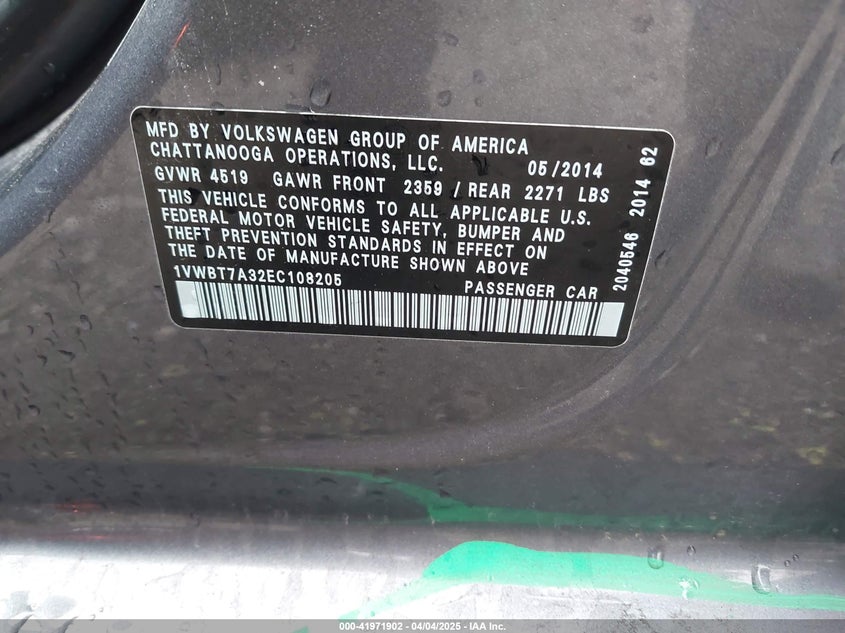 MFD BY VOLKSWAGEN GROUP OF AMERICA
CHATTANOOGA OPERATIONS, LLC. 05/2014
GVWR 4519 GAWR FRONT 2359 / REAR 2271 LBS
THIS VEHICLE CONFORMS TO ALL APPLICABLE U.S.
FEDERAL MOTOR VEHICLE SAFETY, BUMPER AND
THEFT PREVENTION STANDARDS IN EFFECT ON
THE DATE OF MANUFACTURE SHOWN ABOVE
1VWBT7A32EC108205 PASSENGER CAR
2040546 2014 62
000-41971902 - 04/04/2025 - IAA Inc.